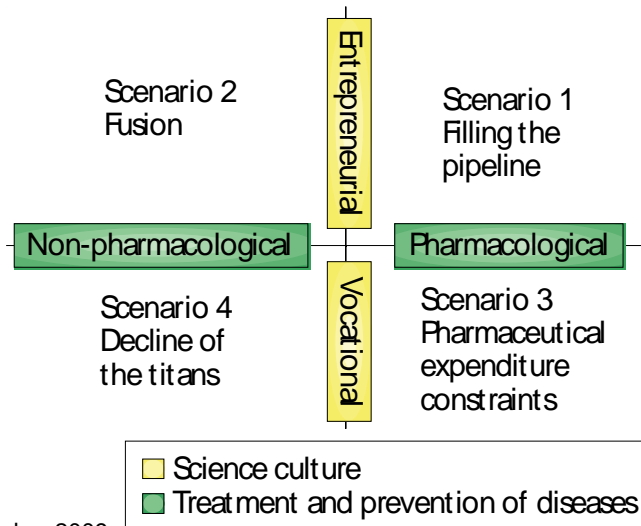 Entrepreneurial
Scenario 2
Fusion
Scenario 1
Filling the
pipeline
Non-pharmacological
Pharmacological
Vocational
Scenario 4
Decline of
the titans
Scenario 3
Pharmaceutical
expenditure
constraints
Science culture
Treatment and prevention of diseases